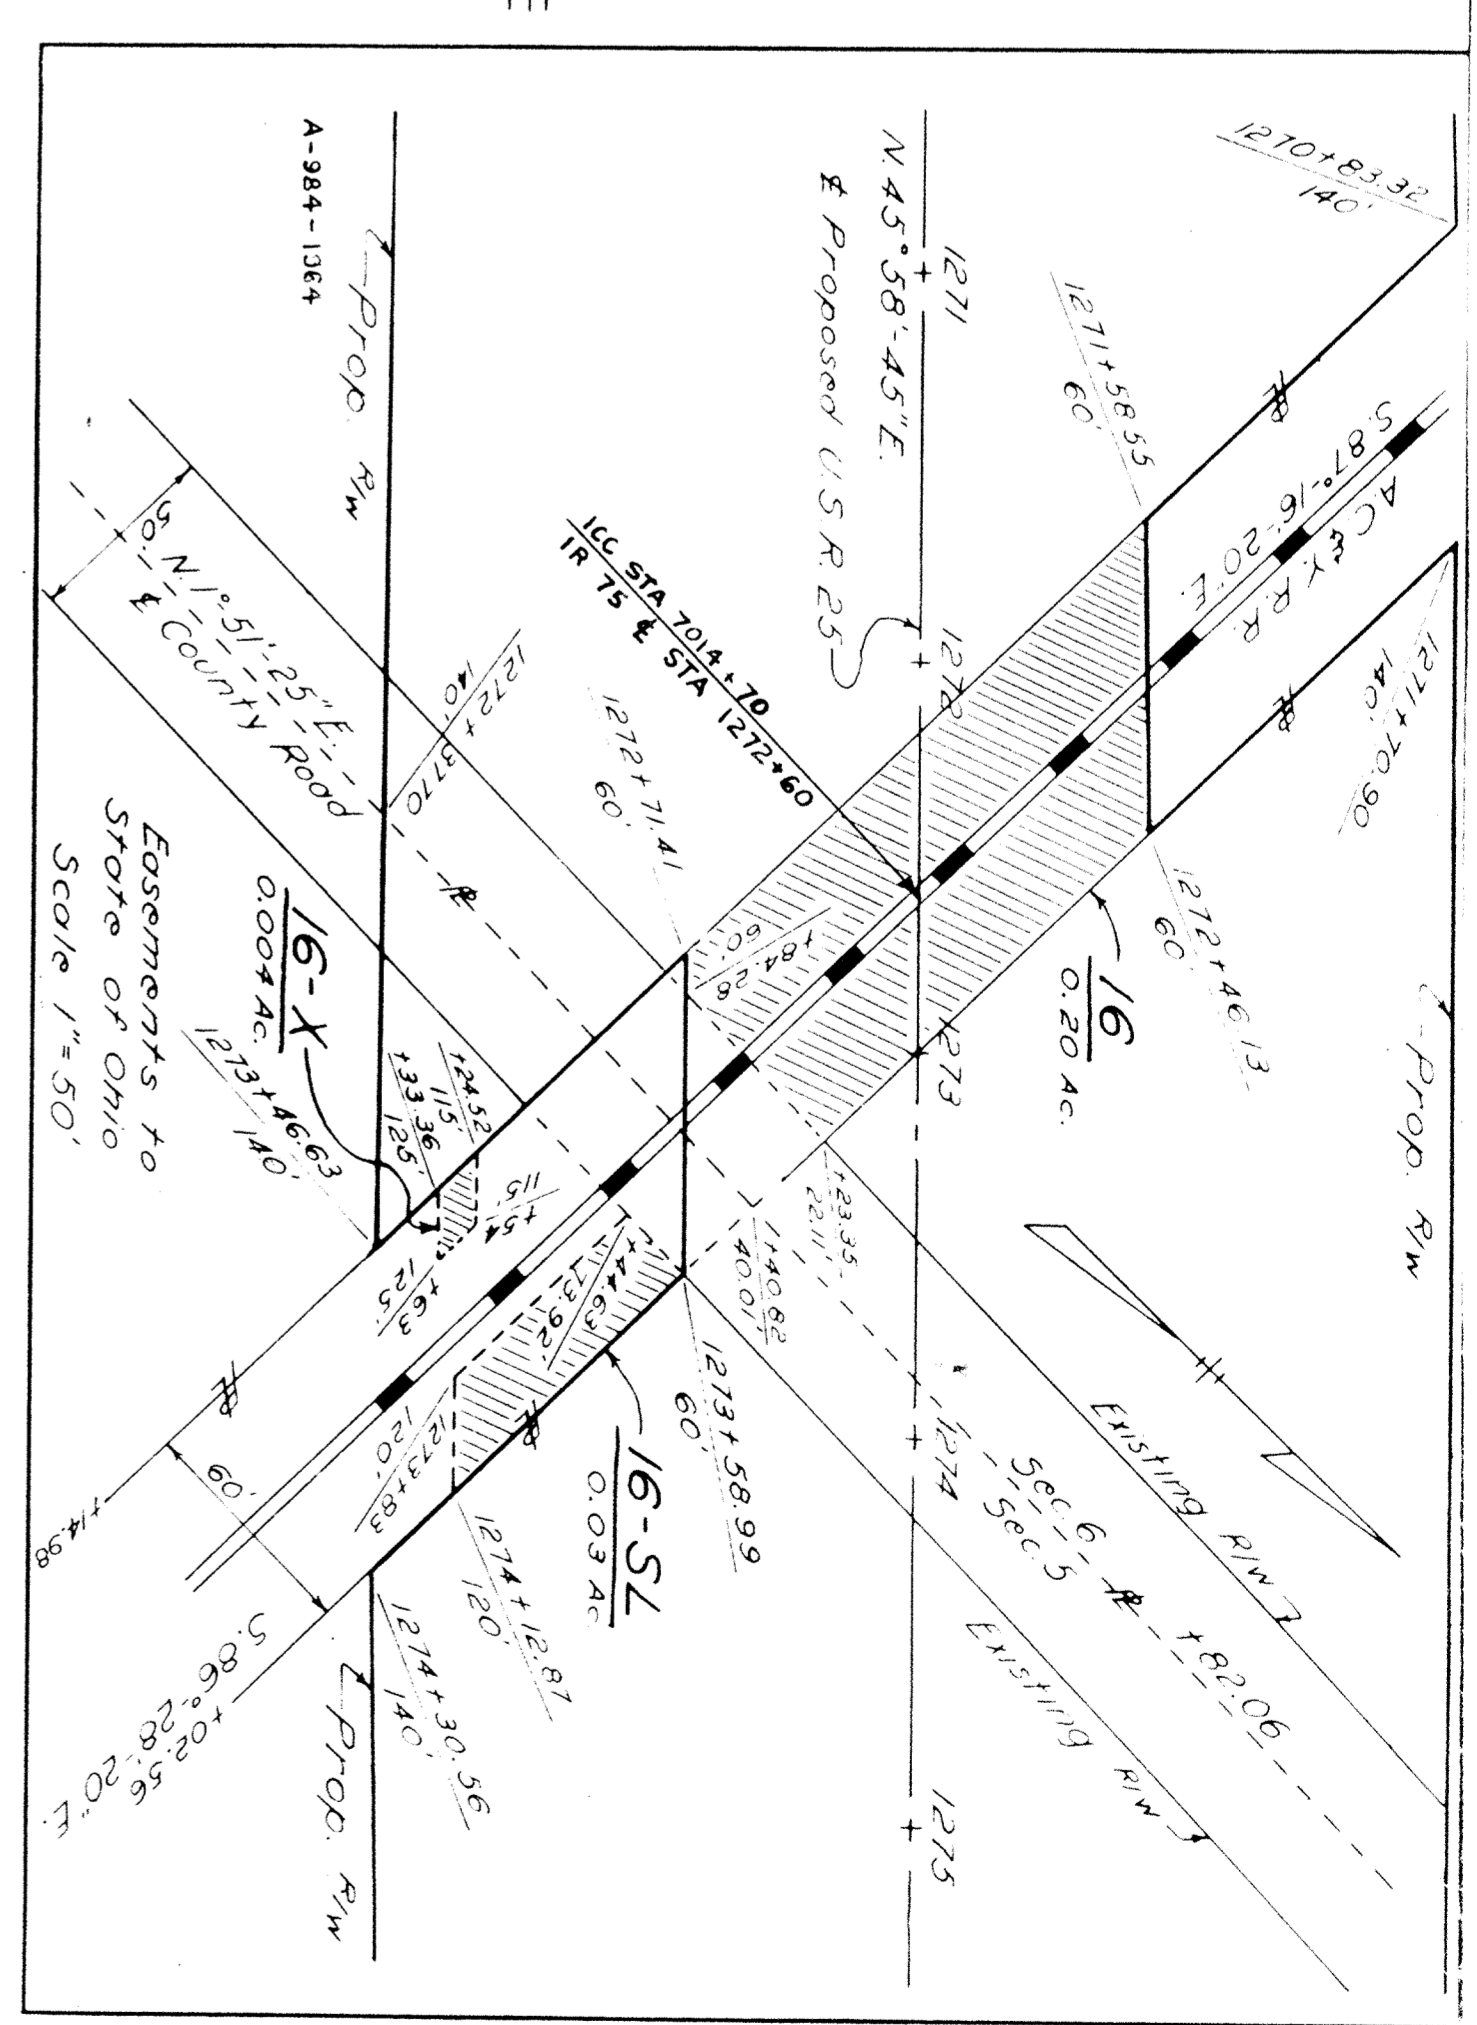 1270+83.32
140'
1271+58.55
60'
S.87°-16'-20"E.
A.C.&Y. R.R.
1271+70.90
140'
Prop. R/W
1272+46.13
60'
16
0.20 Ac.
1271
1272
1273
1274
1275
N.45°58'-45"E.
℄ Proposed U.S.R. 25
ICC STA 7014+70
IR 75 ℄ STA 1272+60
A-984-1364
Prop. R/W
50'
N.1°-51'-25"E.
℄ County Road
1272+37.70
140'
1272+71.41
60'
+84.28
60'
+23.35
22.11'
1+40.82
40.01'
1273+58.99
60'
Existing R/W
Sec. 6
Sec. 5
+82.06
Existing R/W
16-X
0.004 Ac.
+24.52
115'
+33.36
125'
+54
115'
+63
125'
1273+46.63
140'
+44.63
73.92'
1273+83
120'
16-SL
0.03 Ac.
1274+12.87
120'
1274+30.56
140'
Prop. R/W
60'
+14.98
+02.56
S.86°-28'-20"E.
Easements to
State of Ohio
Scale 1"=50'